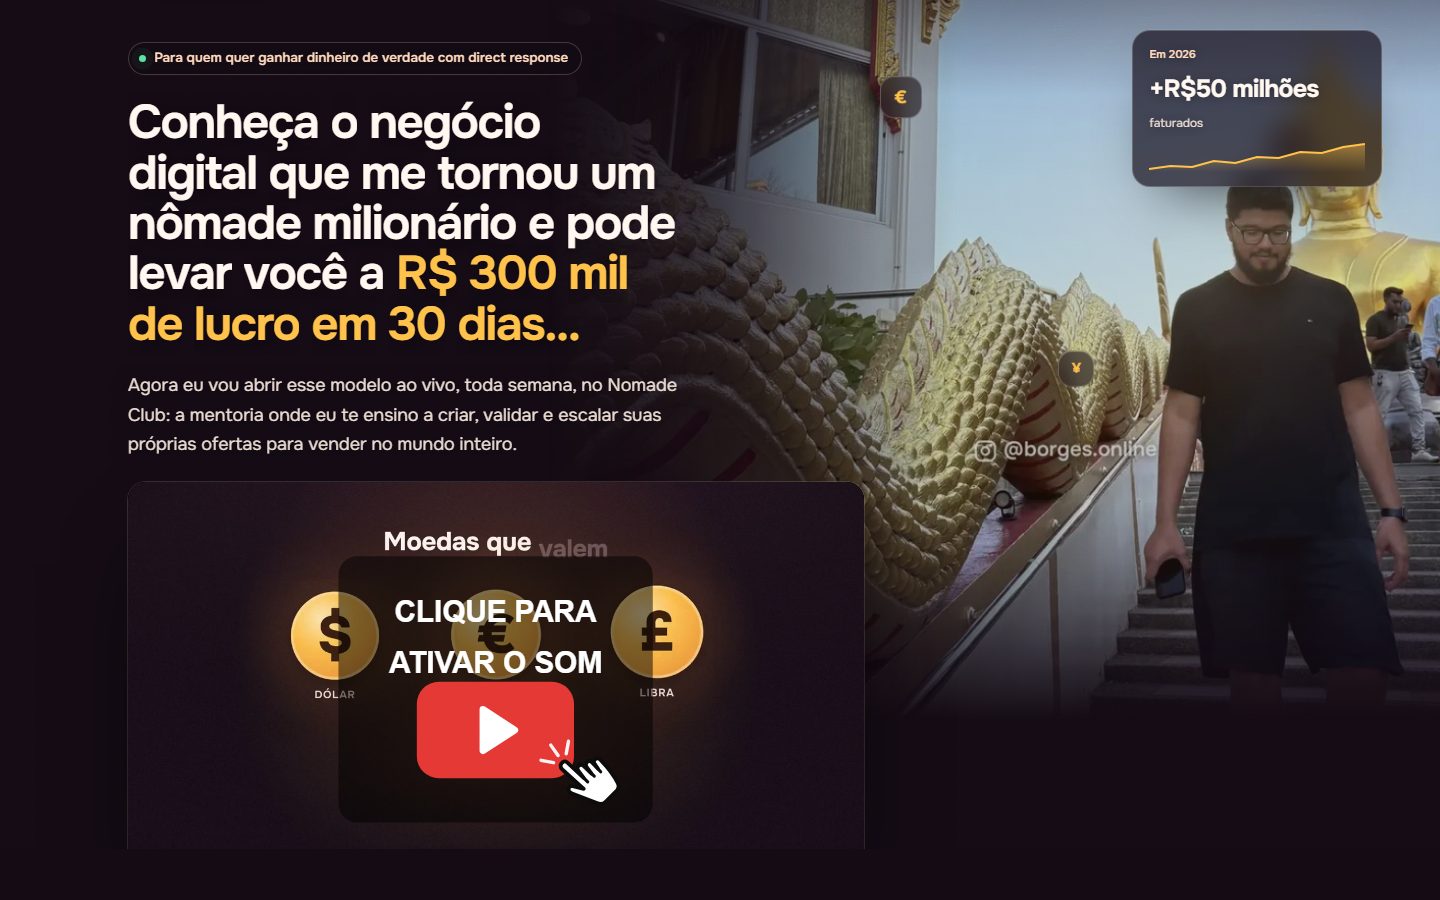 Para quem quer ganhar dinheiro de verdade com direct response
Conheça o negócio
digital que me tornou um
nômade milionário e pode
levar você a R$ 300 mil
de lucro em 30 dias...
Agora eu vou abrir esse modelo ao vivo, toda semana, no Nomade
Club: a mentoria onde eu te ensino a criar, validar e escalar suas
próprias ofertas para vender no mundo inteiro.
Moedas que valem
$
€
£
CLIQUE PARA
ATIVAR O SOM
DÓLAR
LIBRA
€
Em 2026
+R$50 milhões
faturados
¥
@borges.online